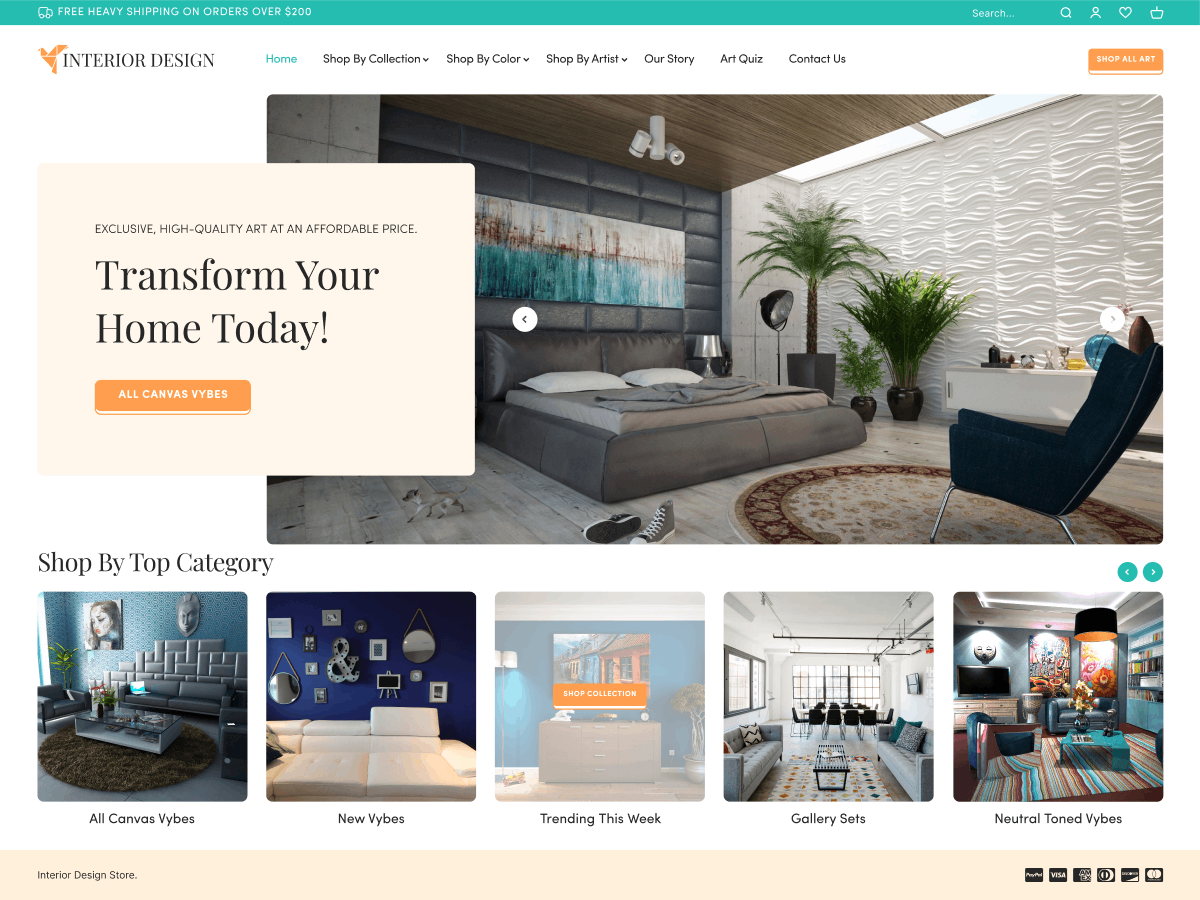 FREE HEAVY SHIPPING ON ORDERS OVER $200
Search...
INTERIOR DESIGN
Home
Shop By Collection
Shop By Color
Shop By Artist
Our Story
Art Quiz
Contact Us
SHOP ALL ART
EXCLUSIVE, HIGH-QUALITY ART AT AN AFFORDABLE PRICE.
Transform Your
Home Today!
ALL CANVAS VYBES
Shop By Top Category
&
SHOP COLLECTION
All Canvas Vybes
New Vybes
Trending This Week
Gallery Sets
Neutral Toned Vybes
Interior Design Store.
PayPal
VISA
DISCOVER